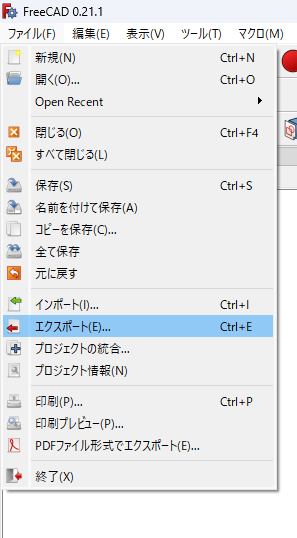 FreeCAD 0.21.1
ファイル(F) 編集(E) 表示(V) ツール(T) マクロ(M)
新規(N) Ctrl+N
開く(O)... Ctrl+O
Open Recent
閉じる(O) Ctrl+F4
すべて閉じる(L)
保存(S) Ctrl+S
名前を付けて保存(A)
コピーを保存(C)...
全て保存
元に戻す
インポート(I)... Ctrl+I
エクスポート(E)... Ctrl+E
プロジェクトの統合...
プロジェクト情報(N)
印刷(P)... Ctrl+P
印刷プレビュー(P)...
PDFファイル形式でエクスポート(E)...
終了(X)